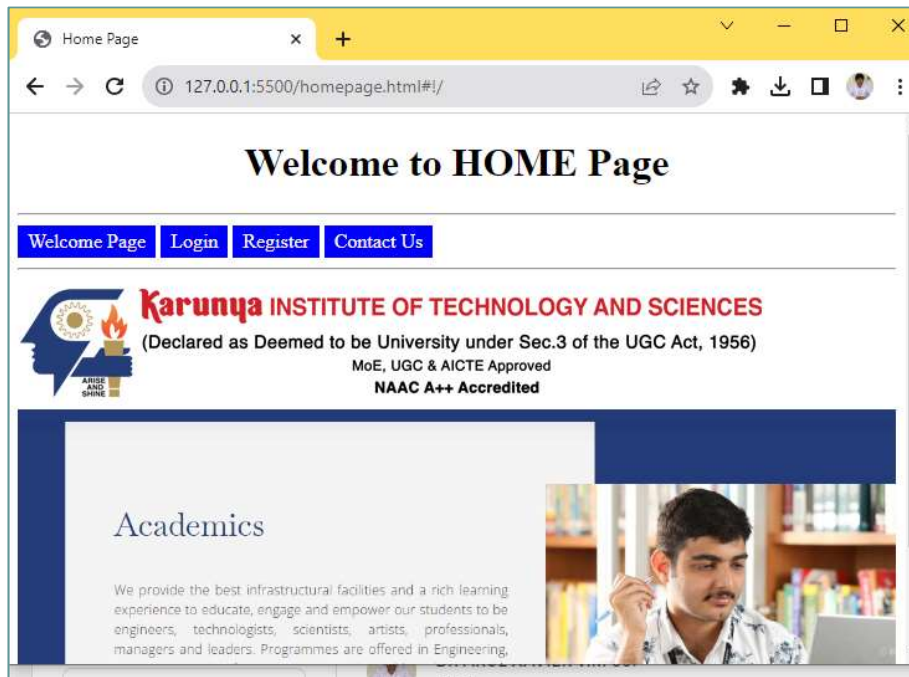 Home Page
127.0.0.1:5500/homepage.html#!/
Welcome to HOME Page
Welcome Page Login Register Contact Us
Karunya INSTITUTE OF TECHNOLOGY AND SCIENCES
(Declared as Deemed to be University under Sec.3 of the UGC Act, 1956)
MoE, UGC & AICTE Approved
NAAC A++ Accredited
ARISE
AND
SHINE
Academics
We provide the best infrastructural facilities and a rich learning
experience to educate, engage and empower our students to be
engineers, technologists, scientists, artists, professionals,
managers and leaders. Programmes are offered in Engineering,